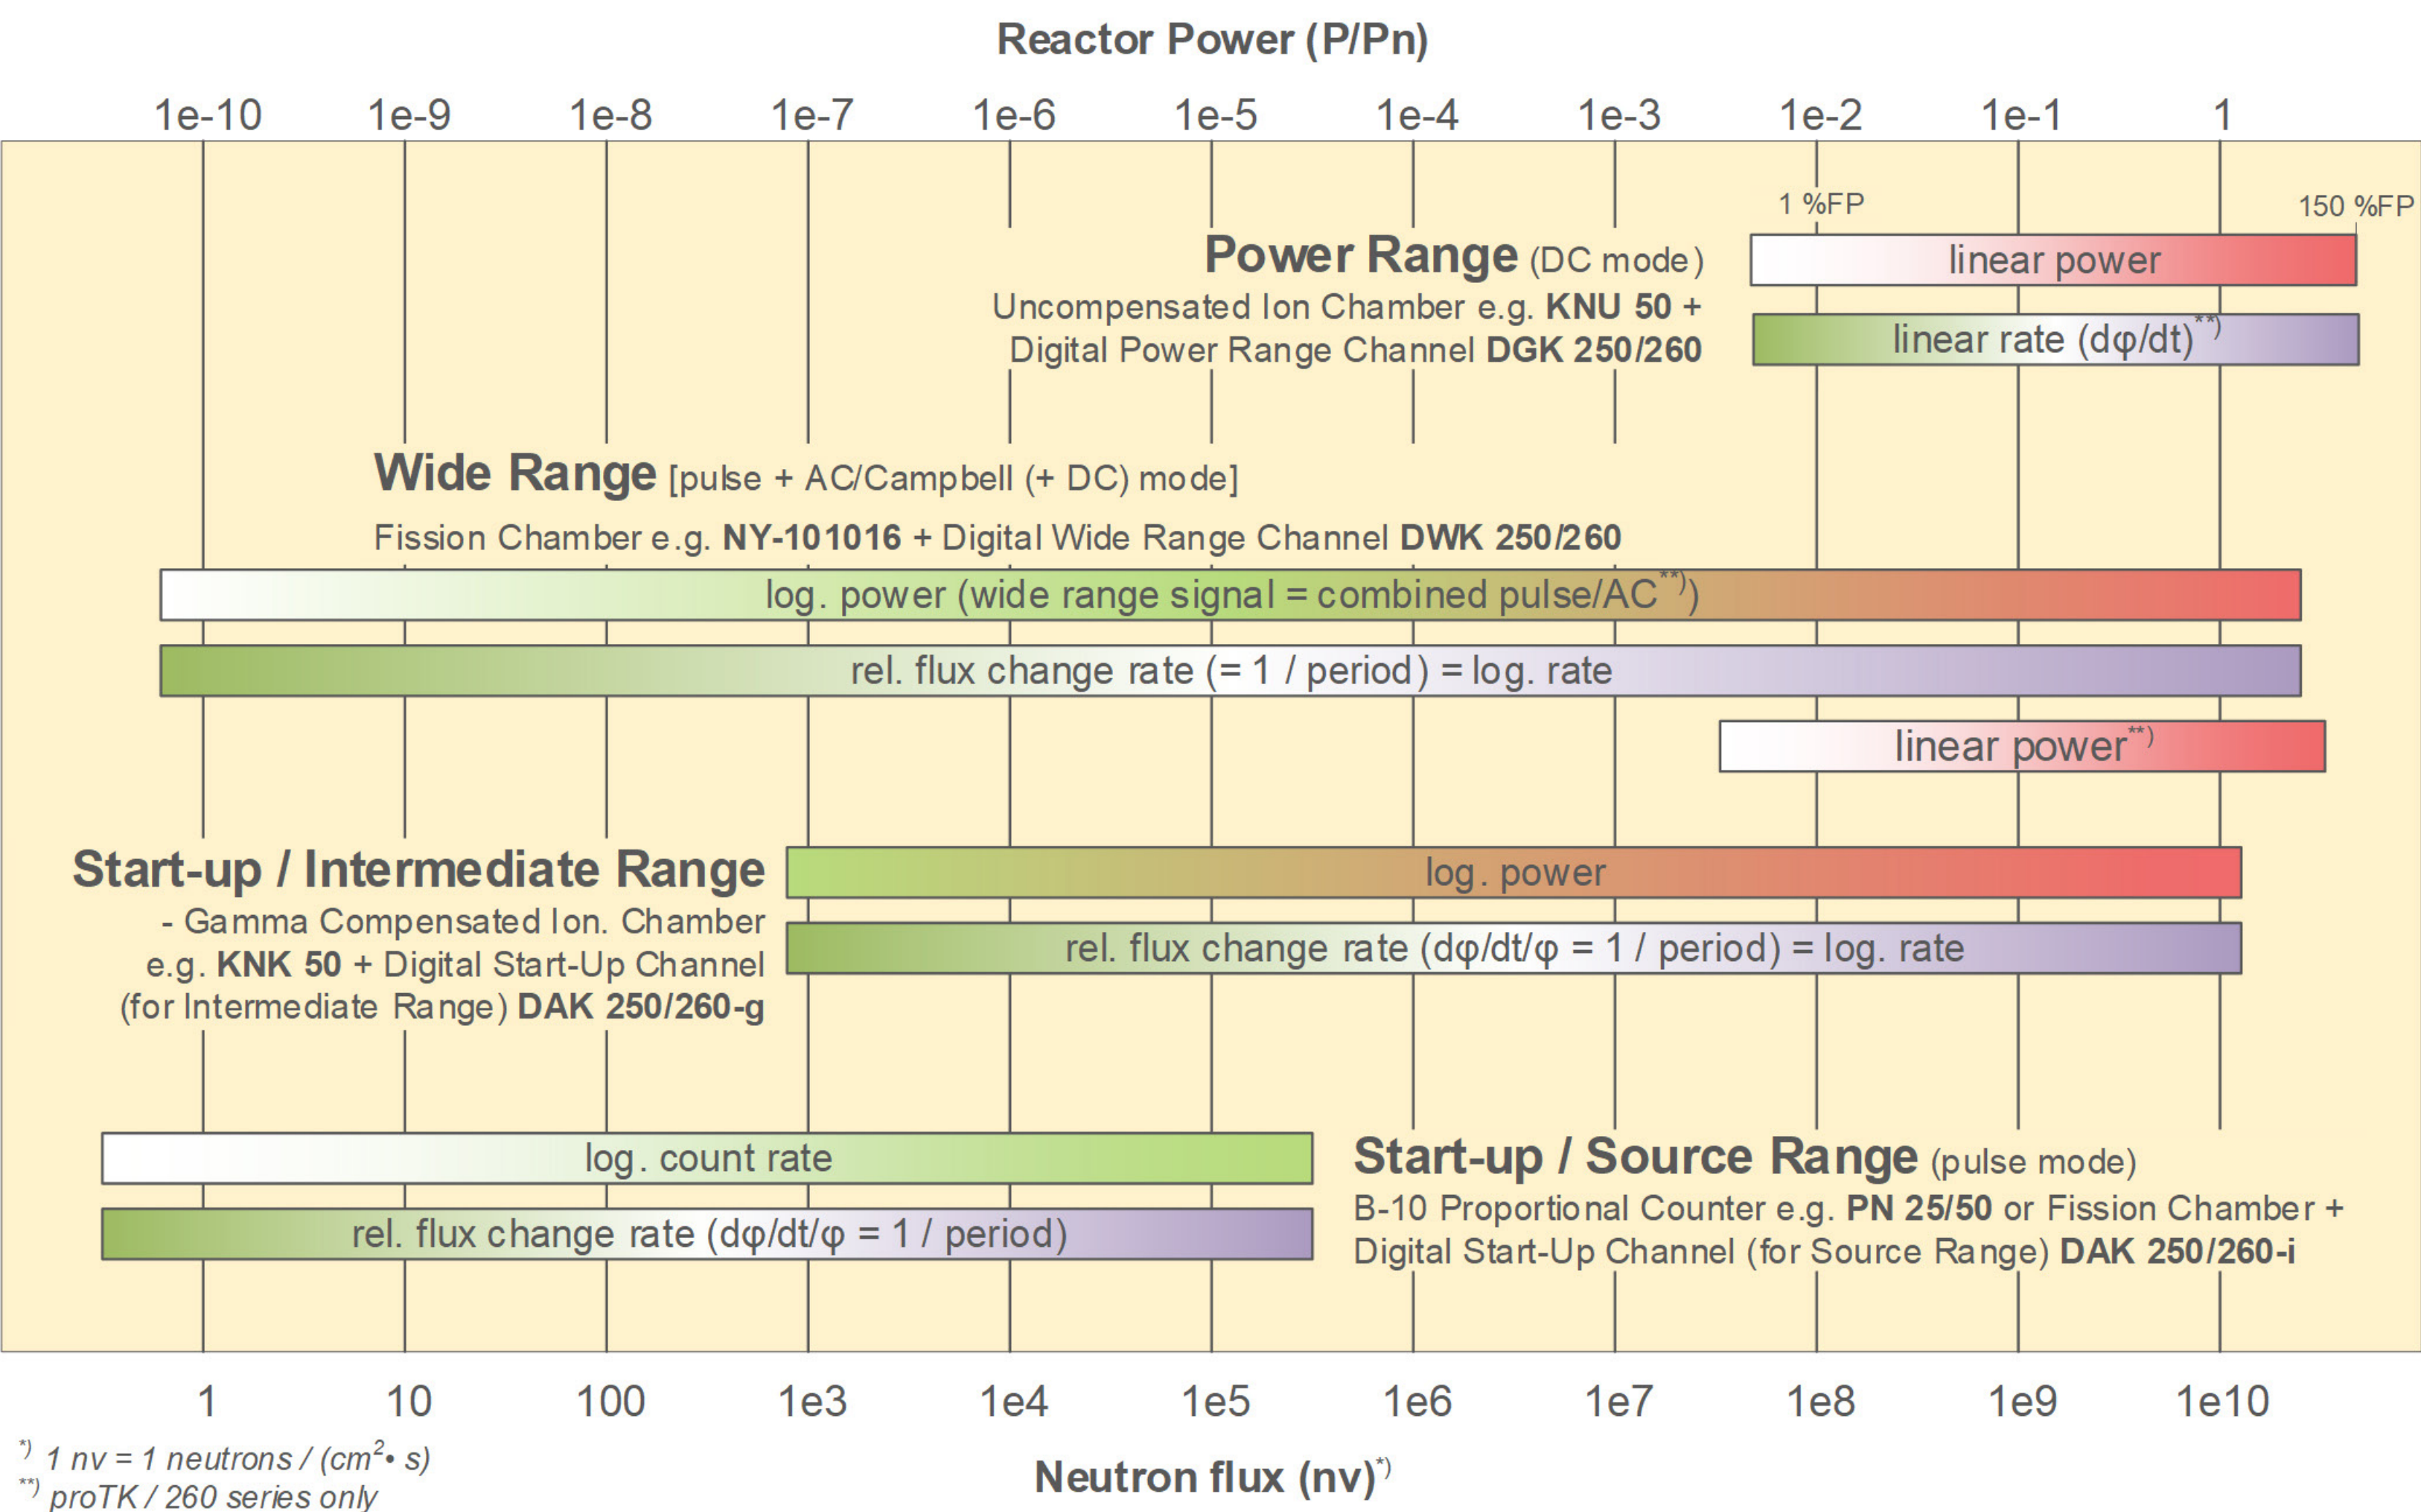 Reactor Power (P/Pn)
1e-10 1e-9 1e-8 1e-7 1e-6 1e-5 1e-4 1e-3 1e-2 1e-1 1
1 %FP 150 %FP
Power Range (DC mode)
Uncompensated Ion Chamber e.g. KNU 50 +
Digital Power Range Channel DGK 250/260
linear power
linear rate (dφ/dt)**)
Wide Range [pulse + AC/Campbell (+ DC) mode]
Fission Chamber e.g. NY-101016 + Digital Wide Range Channel DWK 250/260
log. power (wide range signal = combined pulse/AC**))
rel. flux change rate (= 1 / period) = log. rate
linear power**)
Start-up / Intermediate Range
- Gamma Compensated Ion. Chamber
e.g. KNK 50 + Digital Start-Up Channel
(for Intermediate Range) DAK 250/260-g
log. power
rel. flux change rate (dφ/dt/φ = 1 / period) = log. rate
log. count rate
rel. flux change rate (dφ/dt/φ = 1 / period)
Start-up / Source Range (pulse mode)
B-10 Proportional Counter e.g. PN 25/50 or Fission Chamber +
Digital Start-Up Channel (for Source Range) DAK 250/260-i
1 10 100 1e3 1e4 1e5 1e6 1e7 1e8 1e9 1e10
Neutron flux (nv)*)
*) 1 nv = 1 neutrons / (cm²• s)
**) proTK / 260 series only